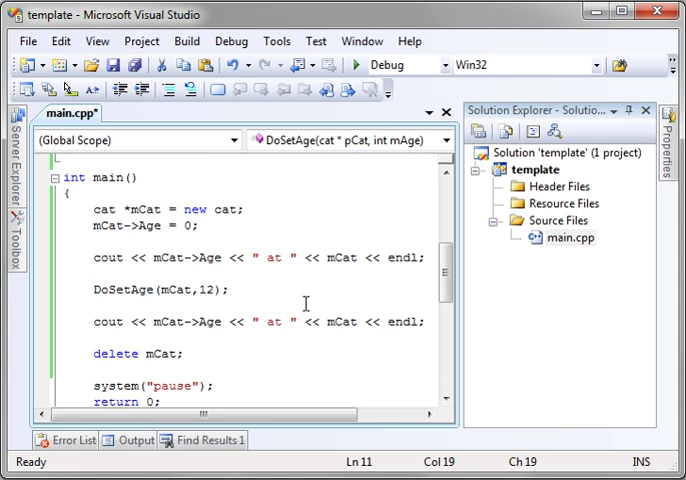 template - Microsoft Visual Studio
File Edit View Project Build Debug Tools Test Window Help
Debug Win32
main.cpp*
(Global Scope) DoSetAge(cat * pCat, int mAge)
int main()
{
cat *mCat = new cat;
mCat->Age = 0;
cout << mCat->Age << " at " << mCat << endl;
DoSetAge(mCat,12);
cout << mCat->Age << " at " << mCat << endl;
delete mCat;
system("pause");
return 0;
Solution Explorer - Solutio...
Solution 'template' (1 project)
template
Header Files
Resource Files
Source Files
main.cpp
Server Explorer
Toolbox
Properties
Error List Output Find Results 1
Ready Ln 11 Col 19 Ch 19 INS